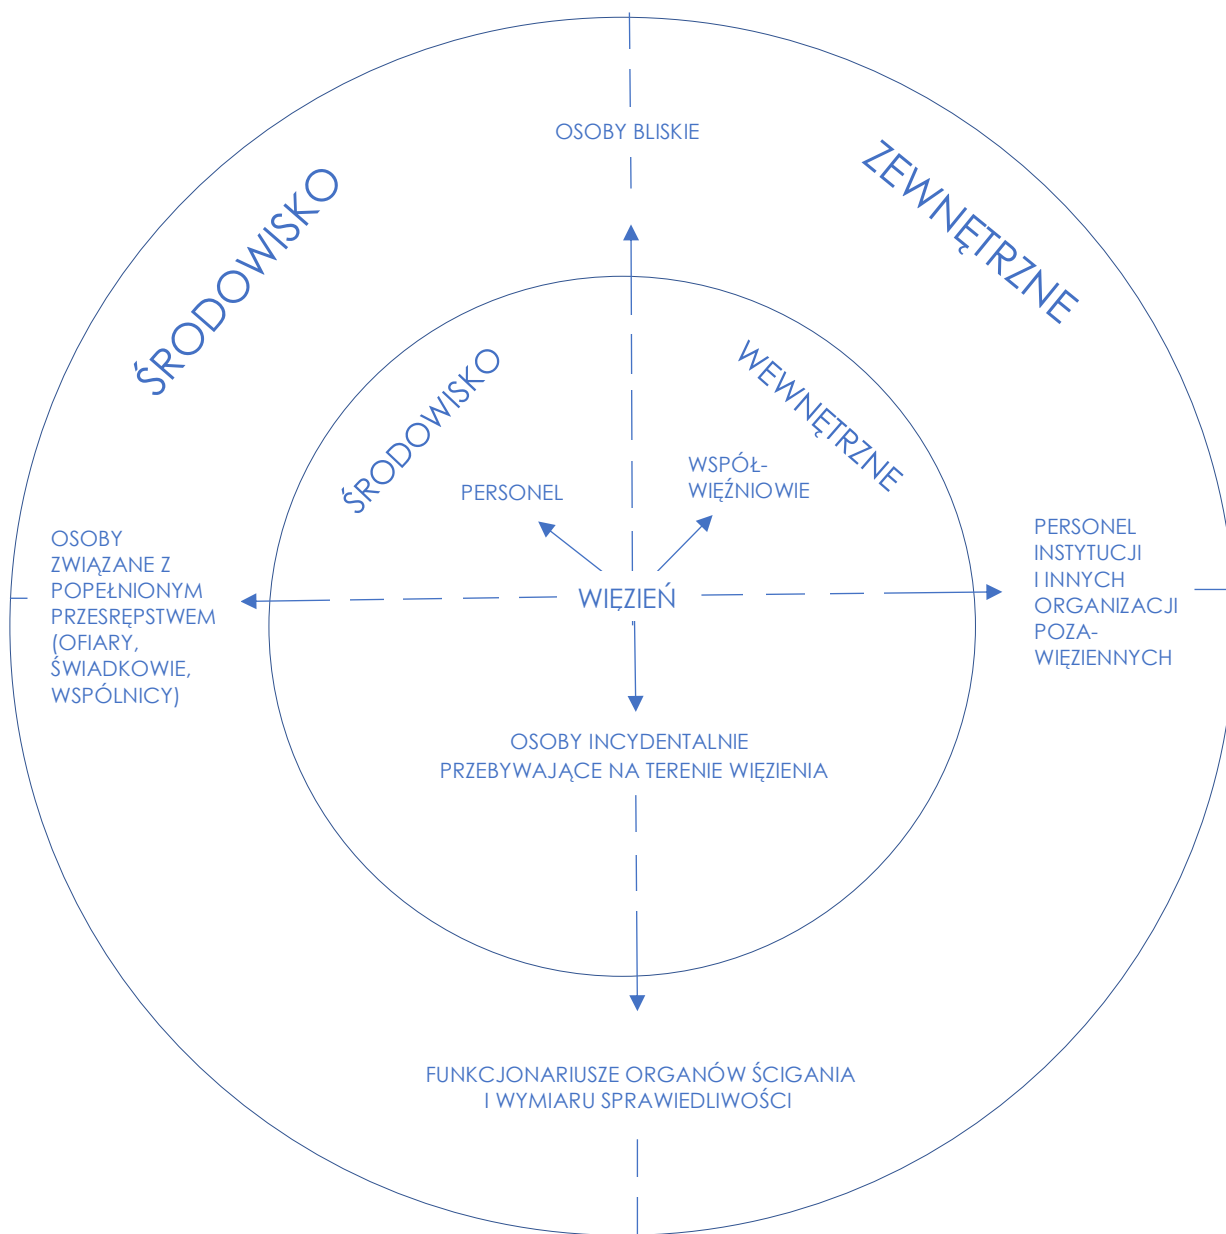 OSOBY BLISKIE
ŚRODOWISKO
ZEWNĘTRZNE
ŚRODOWISKO
WEWNĘTRZNE
PERSONEL
WSPÓŁ-
WIĘŹNIOWIE
OSOBY
ZWIĄZANE Z
POPEŁNIONYM
PRZESRĘPSTWEM
(OFIARY,
ŚWIADKOWIE,
WSPÓLNICY)
WIĘZIEŃ
PERSONEL
INSTYTUCJI
I INNYCH
ORGANIZACJI
POZA-
WIĘZIENNYCH
OSOBY INCYDENTALNIE
PRZEBYWAJĄCE NA TERENIE WIĘZIENIA
FUNKCJONARIUSZE ORGANÓW ŚCIGANIA
I WYMIARU SPRAWIEDLIWOŚCI